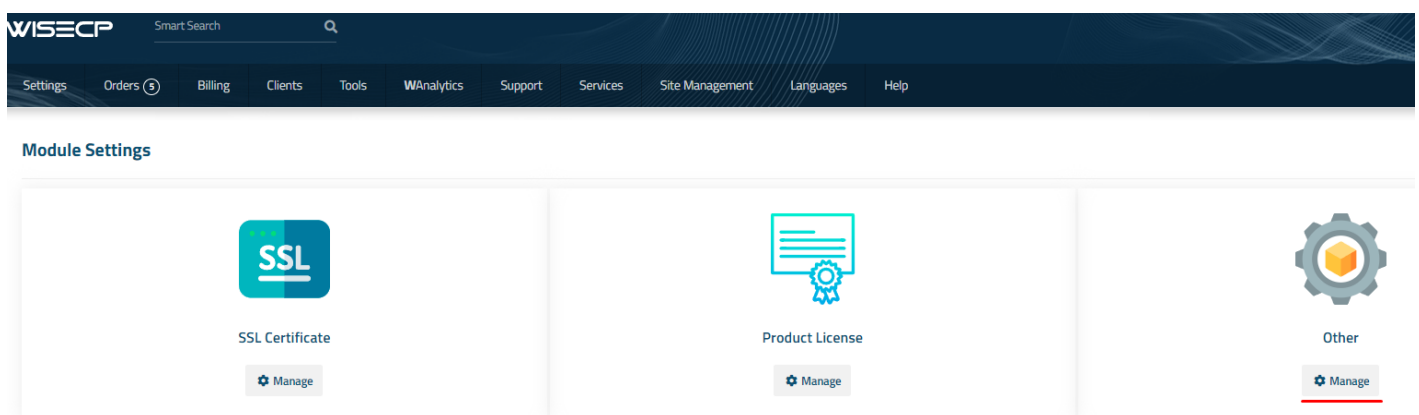 WISECP Smart Search
Settings Orders 5 Billing Clients Tools WAnalytics Support Services Site Management Languages Help
Module Settings
SSL
SSL Certificate Product License Other
Manage Manage Manage